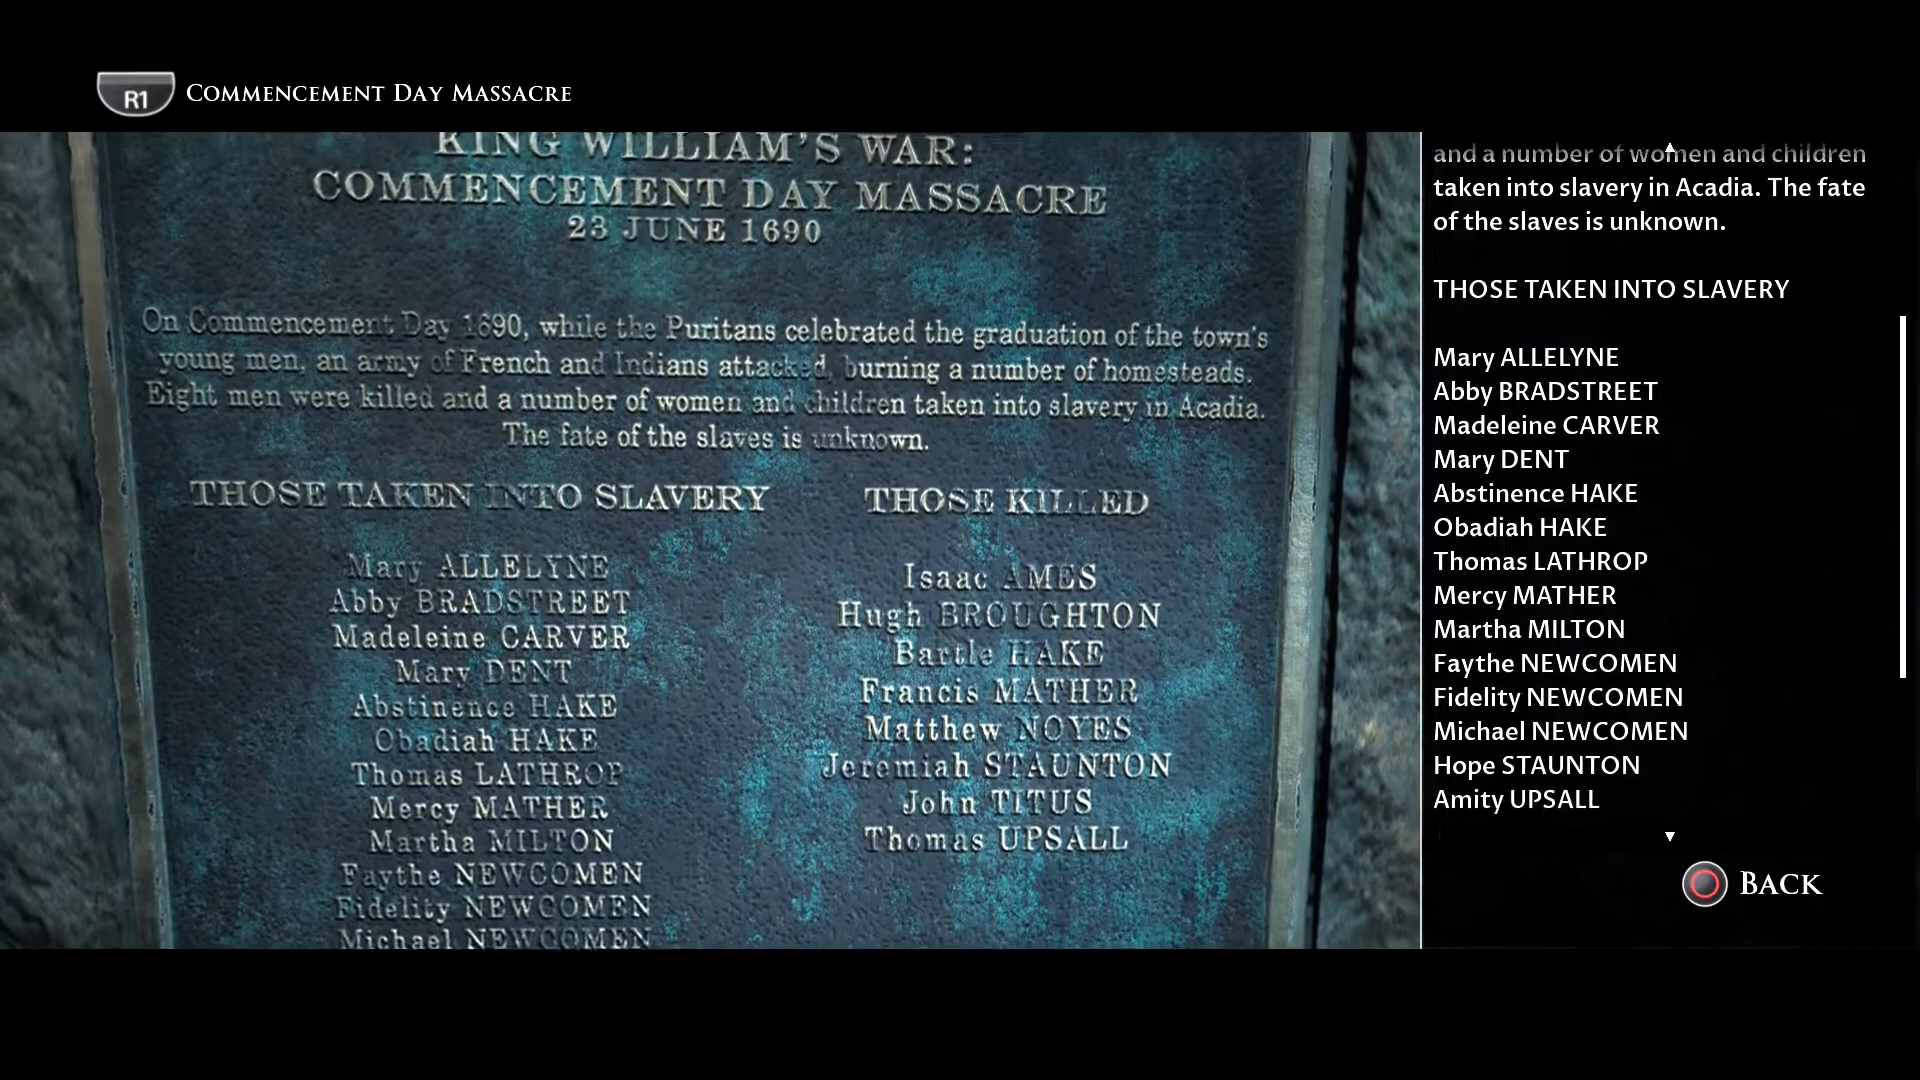 R1 COMMENCEMENT DAY MASSACRE
KING WILLIAM'S WAR:
COMMENCEMENT DAY MASSACRE
23 JUNE 1690
On Commencement Day 1690, while the Puritans celebrated the graduation of the town's
young men, an army of French and Indians attacked, burning a number of homesteads.
Eight men were killed and a number of women and children taken into slavery in Acadia.
The fate of the slaves is unknown.
THOSE TAKEN INTO SLAVERY
Mary ALLELYNE
Abby BRADSTREET
Madeleine CARVER
Mary DENT
Abstinence HAKE
Obadiah HAKE
Thomas LATHROP
Mercy MATHER
Martha MILTON
Faythe NEWCOMEN
Fidelity NEWCOMEN
Michael NEWCOMEN
THOSE KILLED
Isaac AMES
Hugh BROUGHTON
Bartle HAKE
Francis MATHER
Matthew NOYES
Jeremiah STAUNTON
John TITUS
Thomas UPSALL
and a number of women and children
taken into slavery in Acadia. The fate
of the slaves is unknown.
THOSE TAKEN INTO SLAVERY
Mary ALLELYNE
Abby BRADSTREET
Madeleine CARVER
Mary DENT
Abstinence HAKE
Obadiah HAKE
Thomas LATHROP
Mercy MATHER
Martha MILTON
Faythe NEWCOMEN
Fidelity NEWCOMEN
Michael NEWCOMEN
Hope STAUNTON
Amity UPSALL
BACK